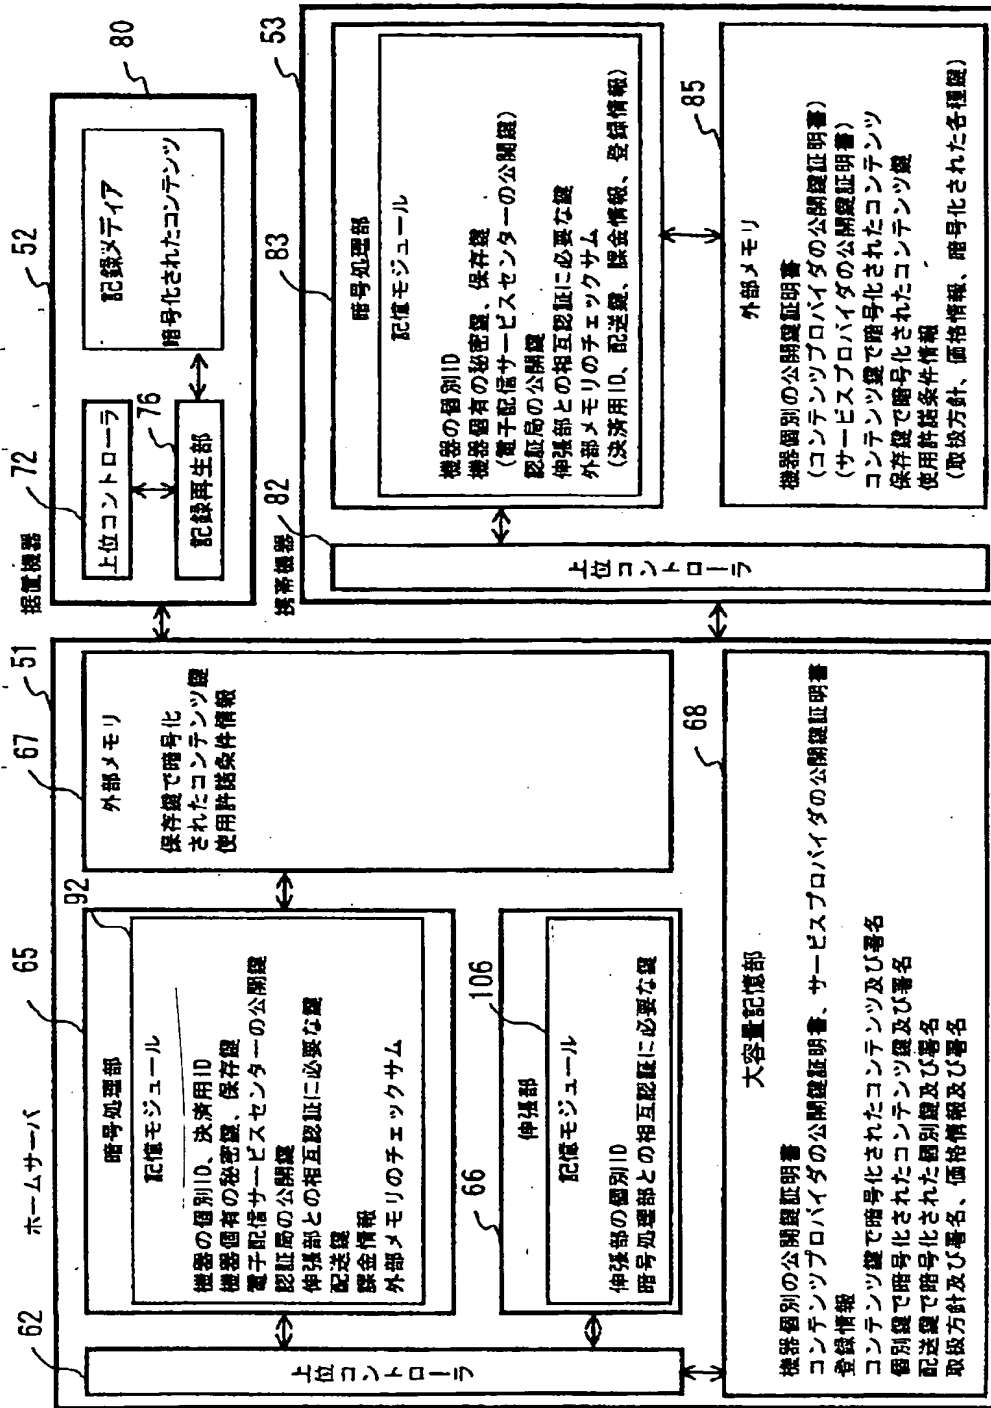 ホームサーバ
51
62
上位コントローラ
65
暗号処理部
92
記憶モジュール
機器の個別ID、決済用ID
機器個有の秘密鍵、保存鍵
電子配信サービスセンターの公開鍵
認証局の公開鍵
伸張部との相互認証に必要な鍵
配送鍵
課金情報
外部メモリのチェックサム
66
伸張部
106
記憶モジュール
伸張部の個別ID
暗号処理部との相互認証に必要な鍵
67
外部メモリ
保存鍵で暗号化
されたコンテンツ鍵
使用許諾条件情報
68
大容量記憶部
機器個別の公開鍵証明書
コンテンツプロバイダの公開鍵証明書、サービスプロバイダの公開鍵証明書
登録情報
コンテンツ鍵で暗号化されたコンテンツ及び署名
個別鍵で暗号化されたコンテンツ鍵及び署名
配送鍵で暗号化された個別鍵及び署名
取扱方針及び署名、価格情報及び署名
据置機器
52
72
上位コントローラ
76
記録再生部
80
記録メディア
暗号化されたコンテンツ
携帯機器
53
82
上位コントローラ
83
暗号処理部
記憶モジュール
機器の個別ID
機器個有の秘密鍵、保存鍵
(電子配信サービスセンターの公開鍵)
認証局の公開鍵
伸張部との相互認証に必要な鍵
外部メモリのチェックサム
(決済用ID、配送鍵、課金情報、登録情報)
85
外部メモリ
機器個別の公開鍵証明書
(コンテンツプロバイダの公開鍵証明書)
(サービスプロバイダの公開鍵証明書)
コンテンツ鍵で暗号化されたコンテンツ
保存鍵で暗号化されたコンテンツ鍵
使用許諾条件情報
(取扱方針、価格情報、暗号化された各種鍵)